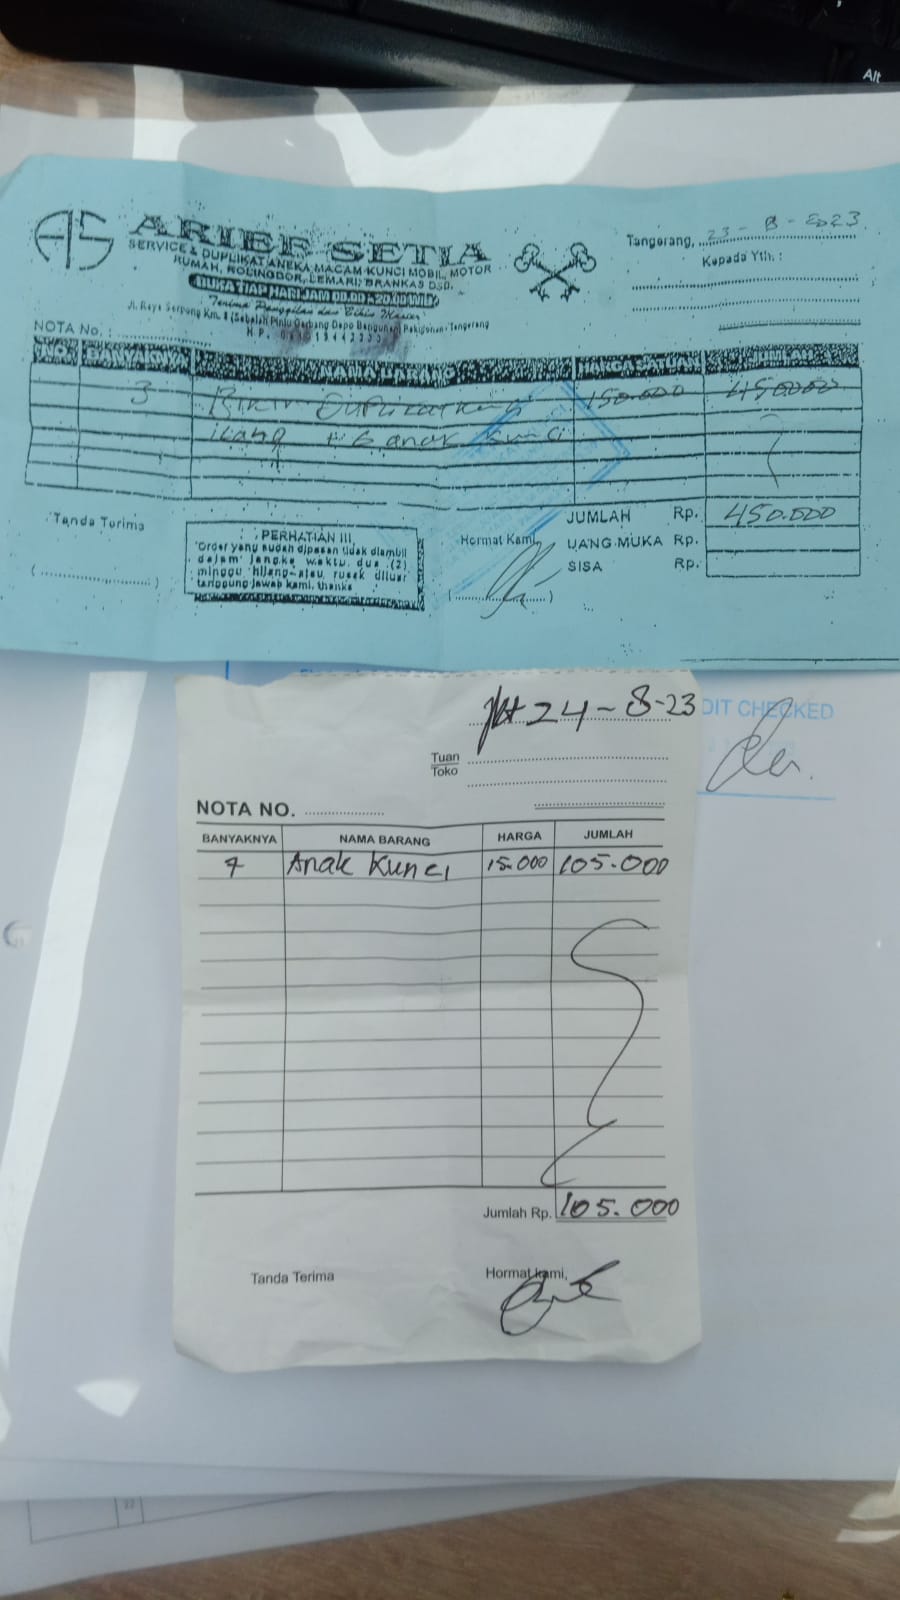 Alt
AS
ARIEF SETIA
SERVICE & DUPLIKAT ANEKA MACAM KUNCI MOBIL, MOTOR
RUMAH, ROLINGDOR, LEMARI, BRANKAS DSD.
BUKA TIAP HARI JAM 00.00 - 20.00 WIB
Terima Panggilan dan Bikin Master
Jl. Raya Serpong Km. 8 (Sebelah Pintu Gerbang Depo Bangunan) Pakigunan-Tangerang
H.P.
Tangerang, 23 - 8 - 2023
Kepada Yth. :
NOTA No. :
NO. BANYAKNYA NAMA HARGA SATUAN JUMLAH
3 Bikin Duplikat Kunci 150.000 450.000
ilang + 6 anak kunci
JUMLAH Rp. 450.000
UANG MUKA Rp.
SISA Rp.
Tanda Terima
PERHATIAN !!!
Order yang sudah dipesan tidak diambil
dalam jangka waktu dua (2)
minggu hilang atau rusak diluar
tanggung jawab kami, thanks
Hormat Kami,
DIT CHECKED
24-8-23
Tuan
Toko
NOTA NO.
BANYAKNYA NAMA BARANG HARGA JUMLAH
7 Anak Kunci 15.000 105.000
Jumlah Rp. 105.000
Tanda Terima
Hormat kami,
22